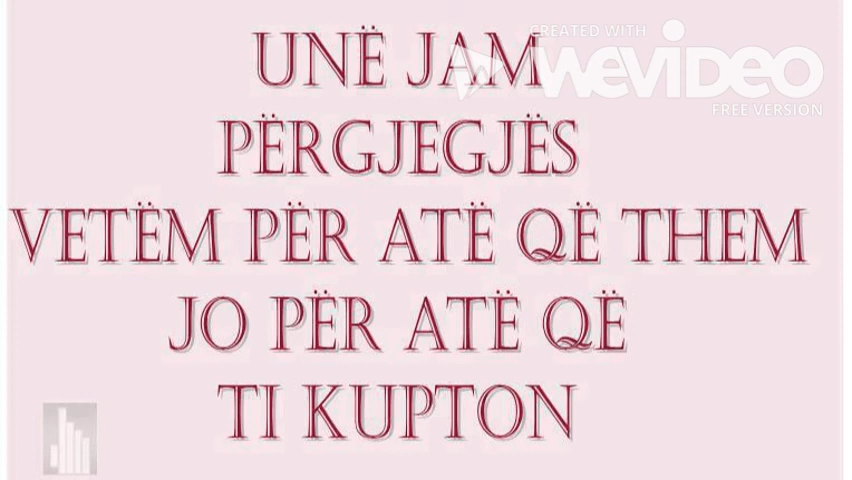 CREATED WITH
WEVIDEO
FREE VERSION
UNË JAM
PËRGJEGJËS
VETËM PËR ATË QË THEM
JO PËR ATË QË
TI KUPTON